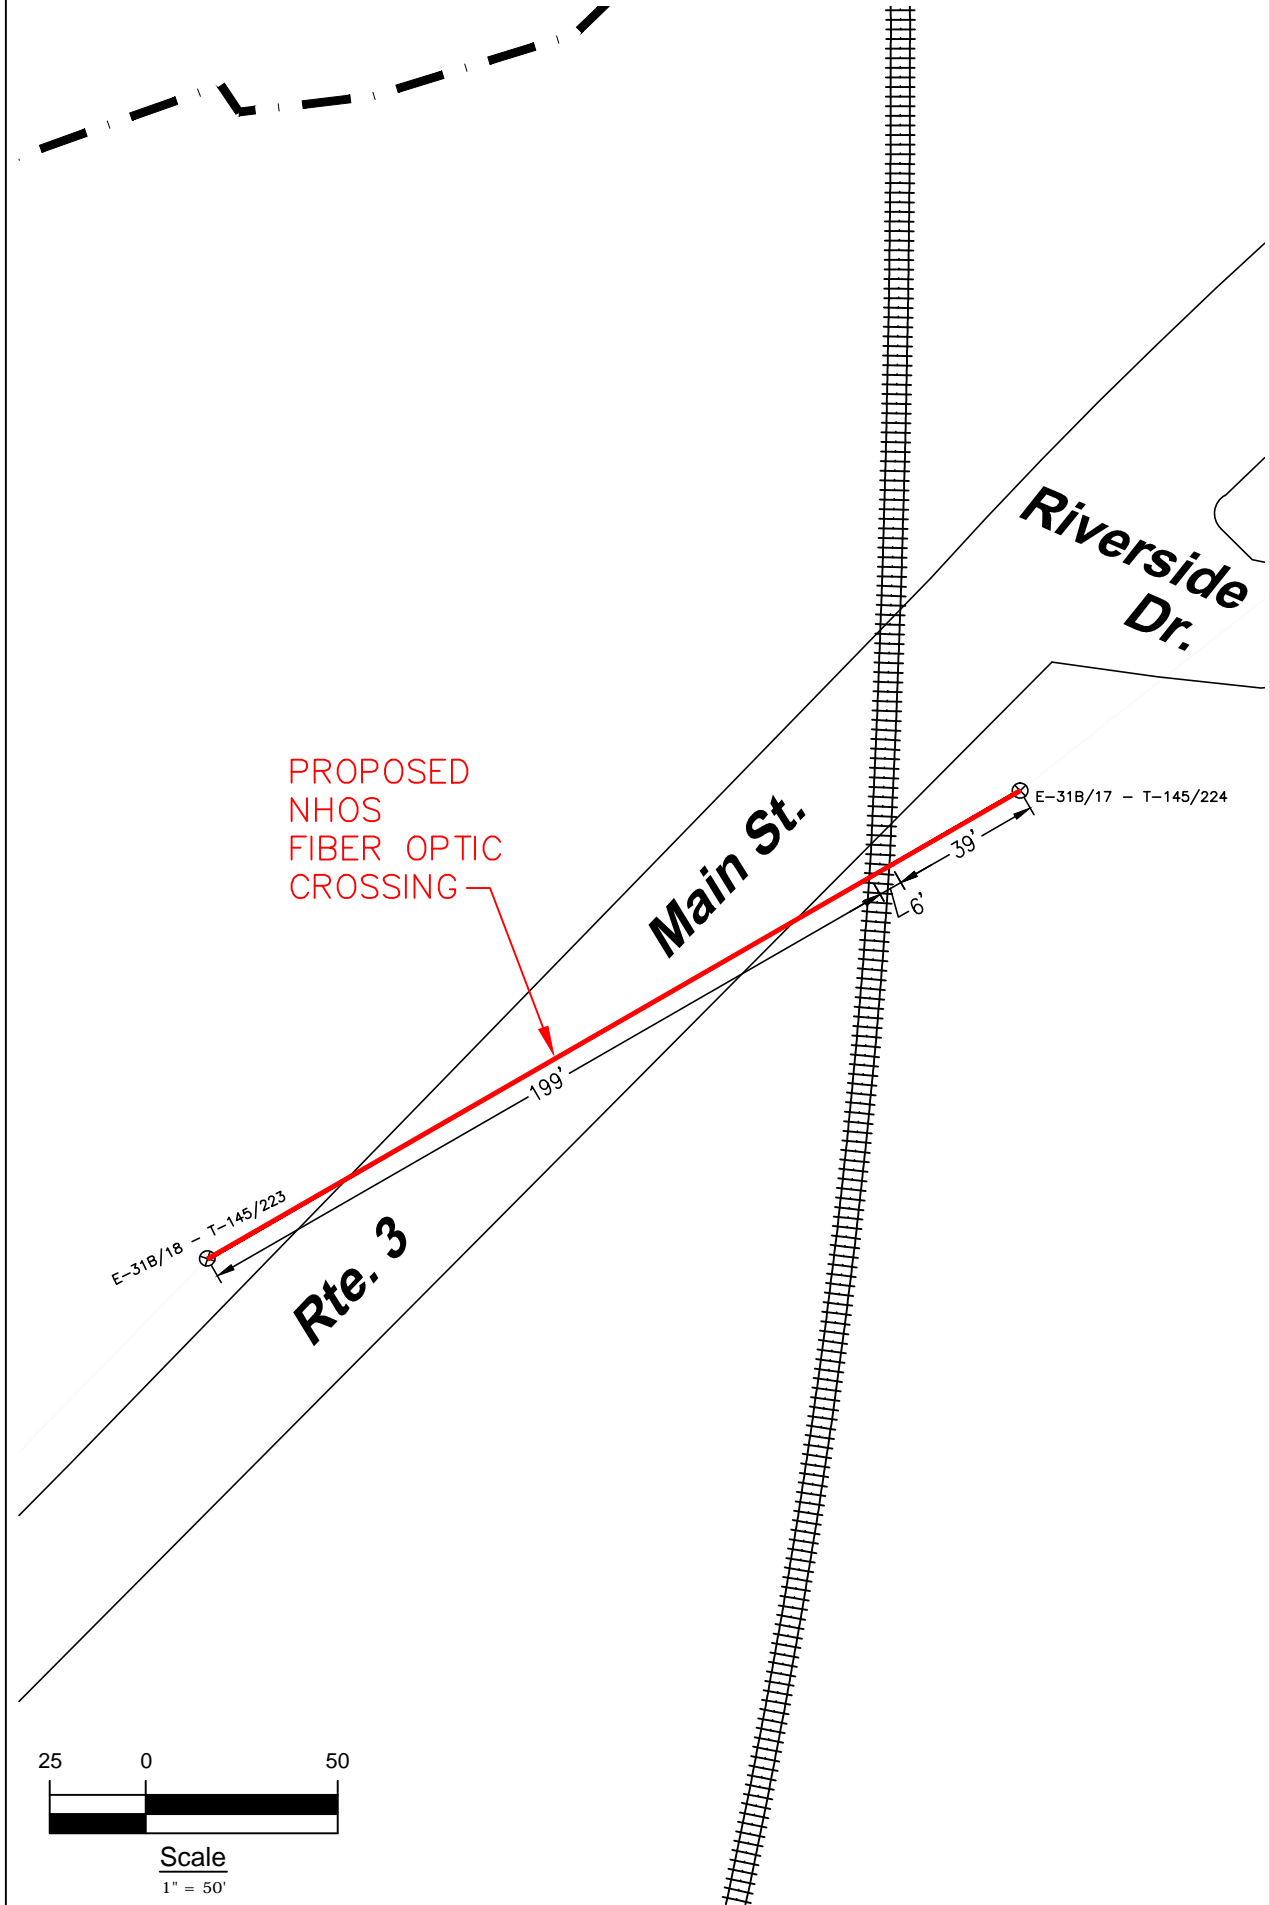 Riverside
Dr.
PROPOSED
NHOS
FIBER OPTIC
CROSSING
Main St.
E-31B/17 - T-145/224
39'
6'
199'
E-31B/18 - T-145/223
Rte. 3
25 0 50
Scale
1" = 50'